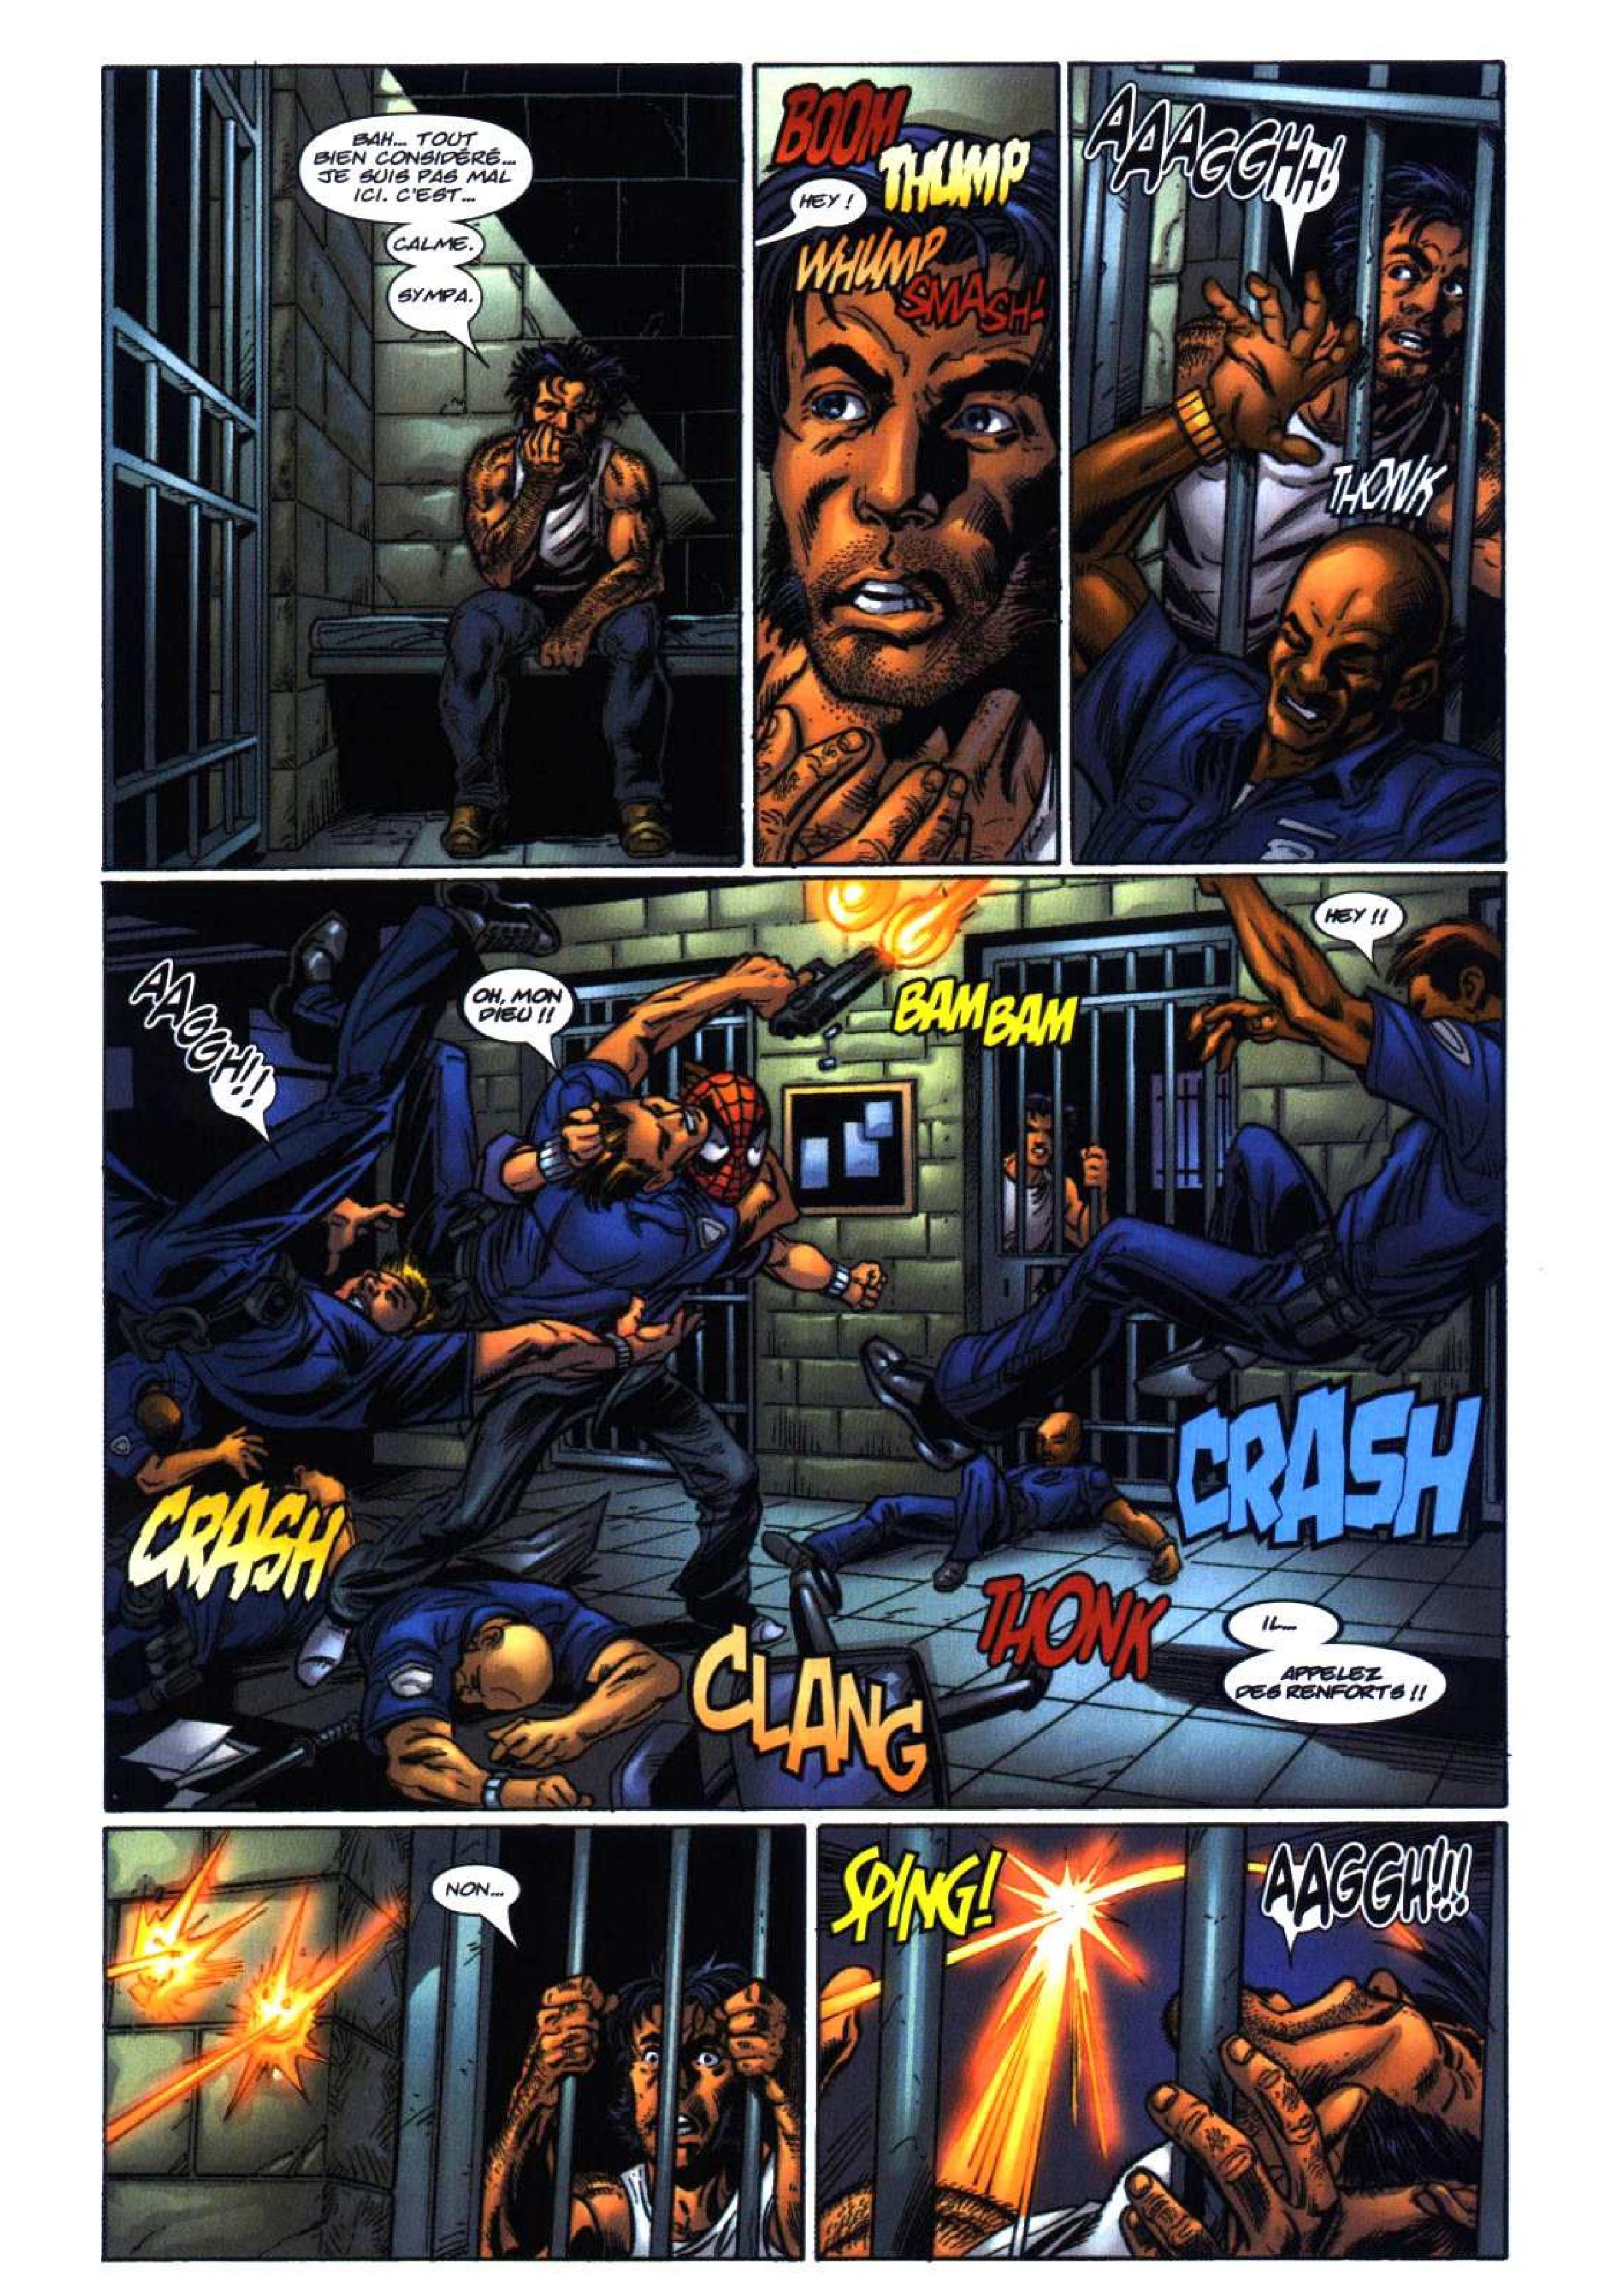 BAH... TOUT
BIEN CONSIDÉRÉ...
JE SUIS PAS MAL
ICI. C'EST...
CALME.
SYMPA.
BOOM
THUMP
HEY !
WHUMP
SMASH!
AAAGGHH!
THONK
AAGGGH!!
OH, MON
DIEU !!
BAM BAM
HEY !!
CRASH
CRASH
THONK
CLANG
IL...
APPELEZ
DES RENFORTS !!
NON...
SPING!
AAGGH!!!